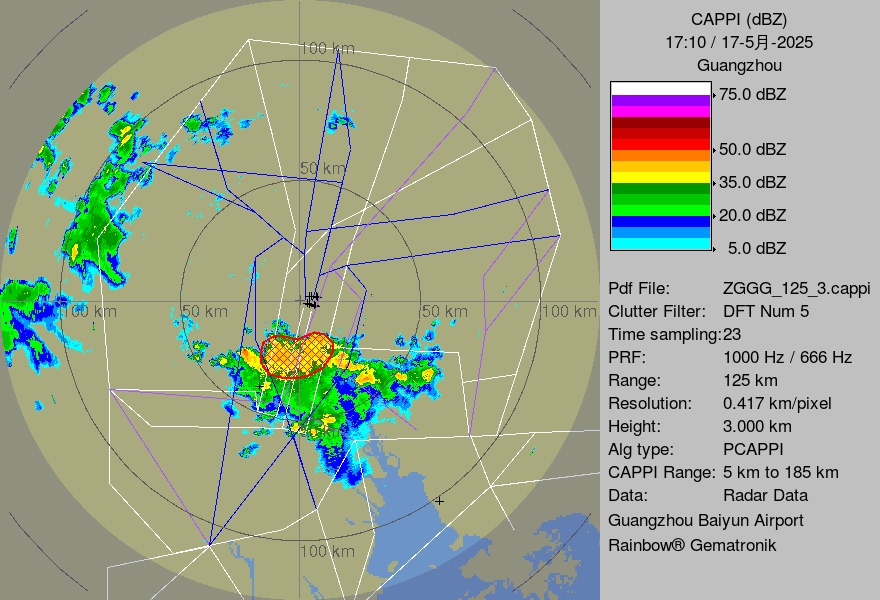 CAPPI (dBZ)
17:10 / 17-5月-2025
Guangzhou
75.0 dBZ
50.0 dBZ
35.0 dBZ
20.0 dBZ
5.0 dBZ
Pdf File: ZGGG_125_3.cappi
Clutter Filter: DFT Num 5
Time sampling:23
PRF: 1000 Hz / 666 Hz
Range: 125 km
Resolution: 0.417 km/pixel
Height: 3.000 km
Alg type: PCAPPI
CAPPI Range: 5 km to 185 km
Data: Radar Data
Guangzhou Baiyun Airport
Rainbow® Gematronik
100 km
50 km
100 km
50 km
50 km
100 km
100 km